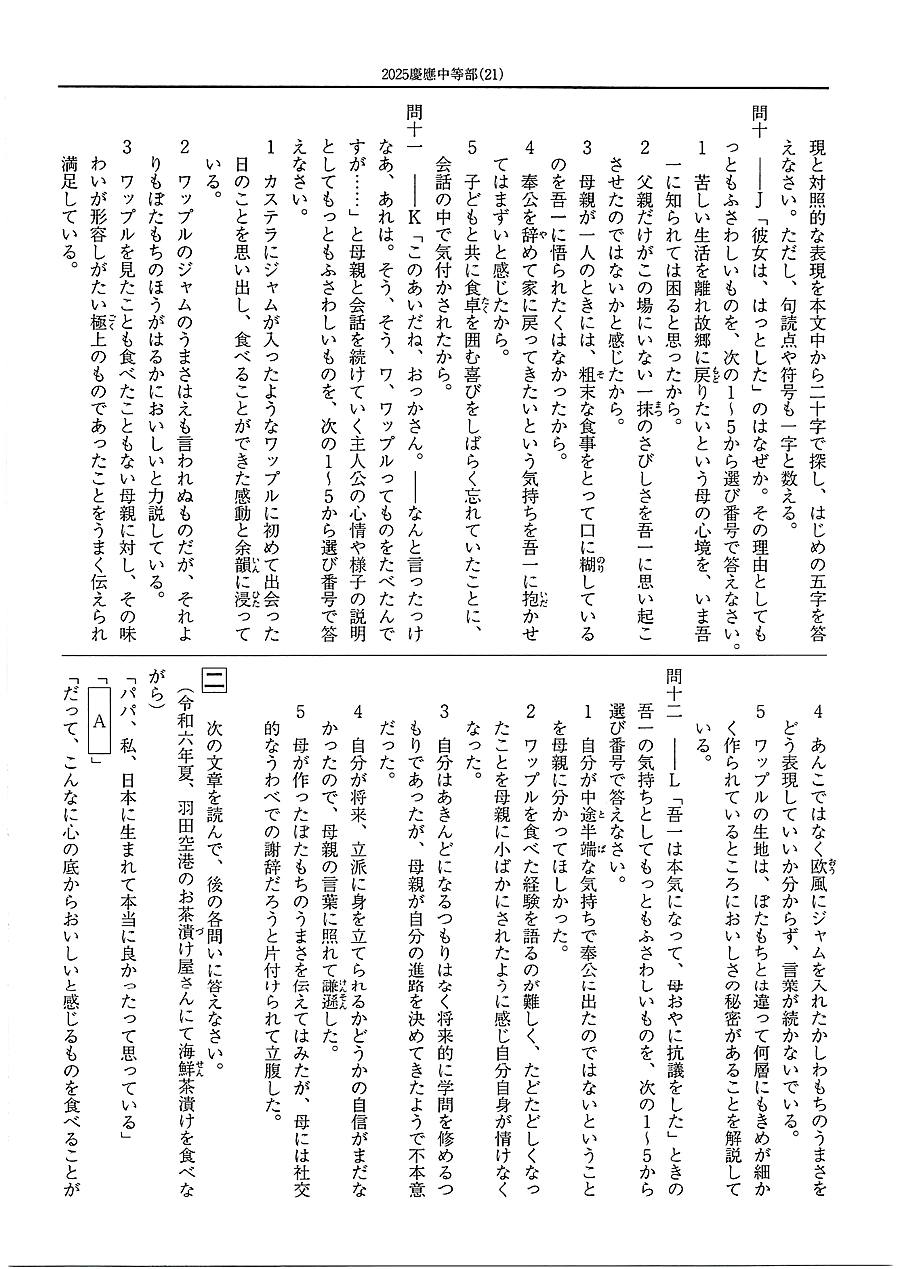 2025慶應中等部(21)
現と対照的な表現を本文中から二十字で探し、はじめの五字を答
えなさい。ただし、句読点や符号も一字と数える。
問十　――J「彼女は、はっとした」のはなぜか。その理由としても
っともふさわしいものを、次の1〜5から選び番号で答えなさい。
1　苦しい生活を離れ故郷に戻りたいという母の心境を、いま吾
一に知られては困ると思ったから。
2　父親だけがこの場にいない一抹のさびしさを吾一に思い起こ
させたのではないかと感じたから。
3　母親が一人のときには、粗末な食事をとって口に糊している
のを吾一に悟られたくはなかったから。
4　奉公を辞めて家に戻ってきたいという気持ちを吾一に抱かせ
てはまずいと感じたから。
5　子どもと共に食卓を囲む喜びをしばらく忘れていたことに、
会話の中で気付かされたから。
問十一　――K「このあいだね、おっかさん。――なんと言ったっけ
なあ、あれは。そう、そう、ワ、ワップルってものをたべたんで
すが……」と母親と会話を続けていく主人公の心情や様子の説明
としてもっともふさわしいものを、次の1〜5から選び番号で答
えなさい。
1　カステラにジャムが入ったようなワップルに初めて出会った
日のことを思い出し、食べることができた感動と余韻に浸って
いる。
2　ワップルのジャムのうまさはえも言われぬものだが、それよ
りもぼたもちのほうがはるかにおいしいと力説している。
3　ワップルを見たことも食べたこともない母親に対し、その味
わいが形容しがたい極上のものであったことをうまく伝えられ
満足している。
4　あんこではなく欧風にジャムを入れたかしわもちのうまさを
どう表現していいか分からず、言葉が続かないでいる。
5　ワップルの生地は、ぼたもちとは違って何層にもきめが細か
く作られているところにおいしさの秘密があることを解説して
いる。
問十二　――L「吾一は本気になって、母おやに抗議をした」ときの
吾一の気持ちとしてもっともふさわしいものを、次の1〜5から
選び番号で答えなさい。
1　自分が中途半端な気持ちで奉公に出たのではないということ
を母親に分かってほしかった。
2　ワップルを食べた経験を語るのが難しく、たどたどしくなっ
たことを母親に小ばかにされたように感じ自分自身が情けなく
なった。
3　自分はあきんどになるつもりはなく将来的に学問を修めるつ
もりであったが、母親が自分の進路を決めてきたようで不本意
だった。
4　自分が将来、立派に身を立てられるかどうかの自信がまだな
かったので、母親の言葉に照れて謙遜した。
5　母が作ったぼたもちのうまさを伝えてはみたが、母には社交
的なうわべでの謝辞だろうと片付けられて立腹した。
二　次の文章を読んで、後の各問いに答えなさい。
（令和六年夏、羽田空港のお茶漬け屋さんにて海鮮茶漬けを食べな
がら）
「パパ、私、日本に生まれて本当に良かったって思っている」
「　A　」
「だって、こんなに心の底からおいしいと感じるものを食べることが